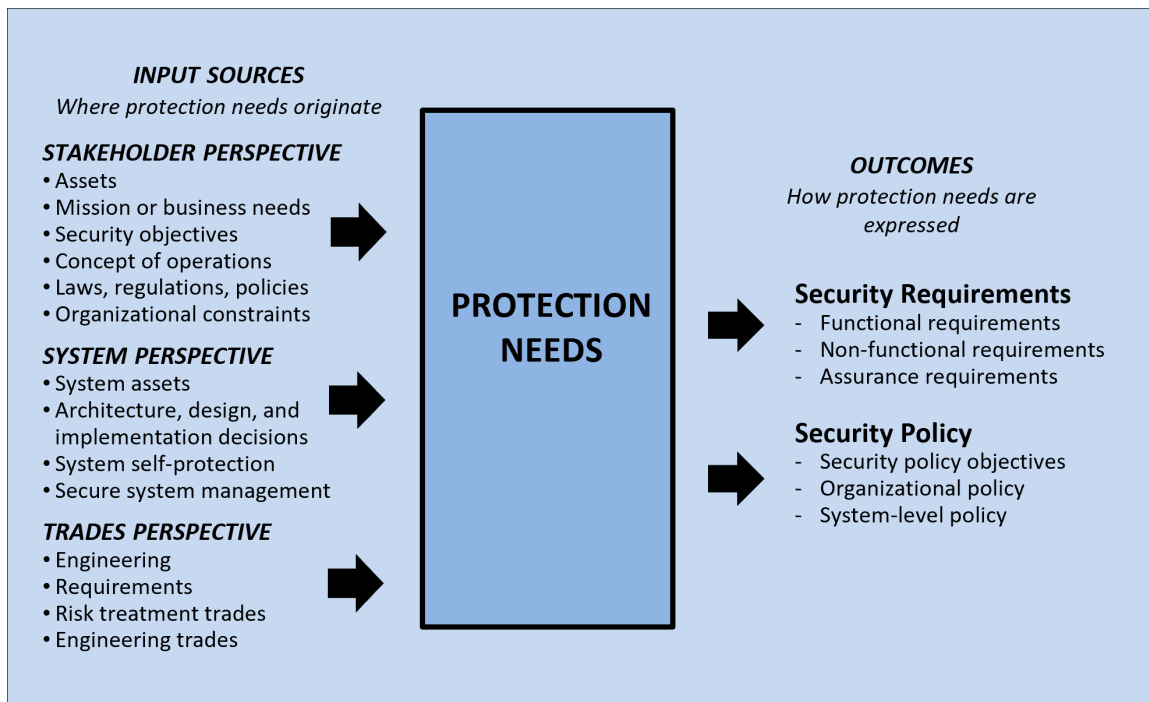 INPUT SOURCES
Where protection needs originate
STAKEHOLDER PERSPECTIVE
• Assets
• Mission or business needs
• Security objectives
• Concept of operations
• Laws, regulations, policies
• Organizational constraints
SYSTEM PERSPECTIVE
• System assets
• Architecture, design, and
implementation decisions
• System self-protection
• Secure system management
TRADES PERSPECTIVE
• Engineering
• Requirements
• Risk treatment trades
• Engineering trades
PROTECTION
NEEDS
OUTCOMES
How protection needs are
expressed
Security Requirements
- Functional requirements
- Non-functional requirements
- Assurance requirements
Security Policy
- Security policy objectives
- Organizational policy
- System-level policy